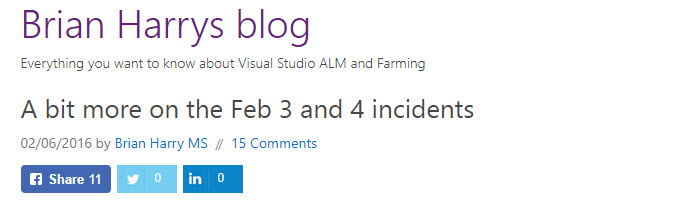 Brian Harrys blog
Everything you want to know about Visual Studio ALM and Farming
A bit more on the Feb 3 and 4 incidents
02/06/2016 by Brian Harry MS // 15 Comments
Share 11 0 in 0